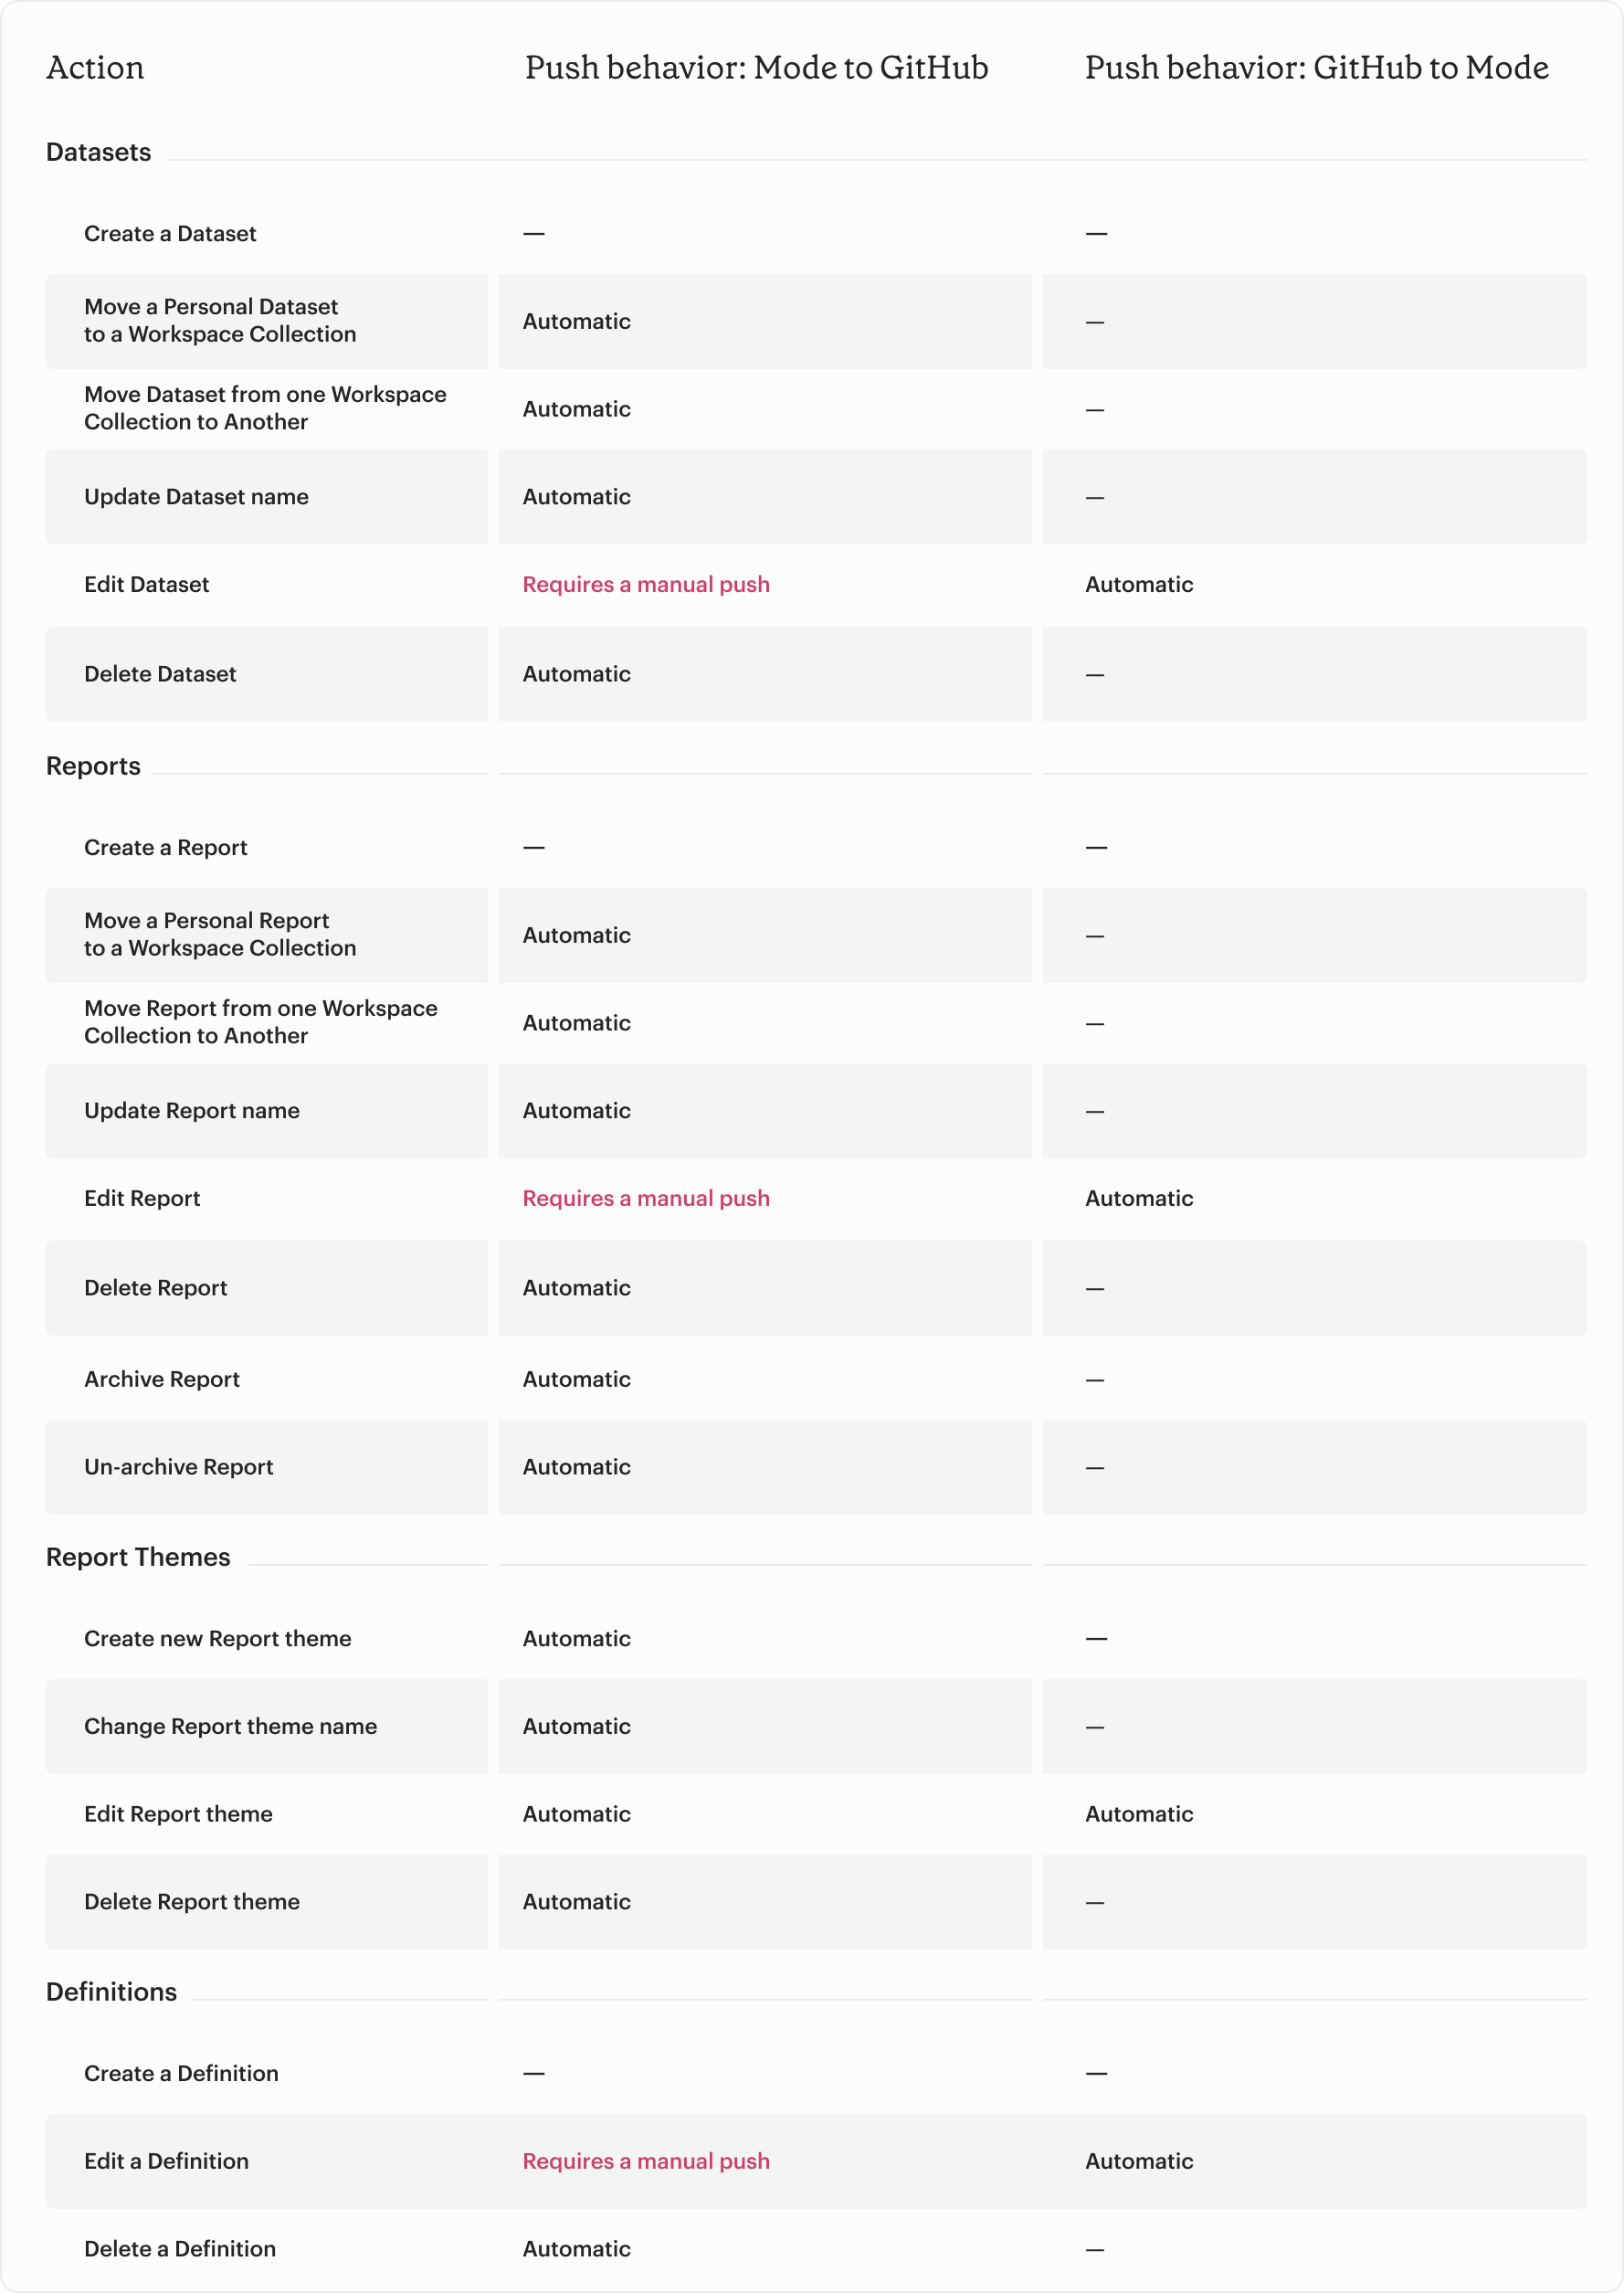 Action Push behavior: Mode to GitHub Push behavior: GitHub to Mode
Datasets
Create a Dataset — —
Move a Personal Dataset
to a Workspace Collection Automatic —
Move Dataset from one Workspace
Collection to Another Automatic —
Update Dataset name Automatic —
Edit Dataset Requires a manual push Automatic
Delete Dataset Automatic —
Reports
Create a Report — —
Move a Personal Report
to a Workspace Collection Automatic —
Move Report from one Workspace
Collection to Another Automatic —
Update Report name Automatic —
Edit Report Requires a manual push Automatic
Delete Report Automatic —
Archive Report Automatic —
Un-archive Report Automatic —
Report Themes
Create new Report theme Automatic —
Change Report theme name Automatic —
Edit Report theme Automatic Automatic
Delete Report theme Automatic —
Definitions
Create a Definition — —
Edit a Definition Requires a manual push Automatic
Delete a Definition Automatic —